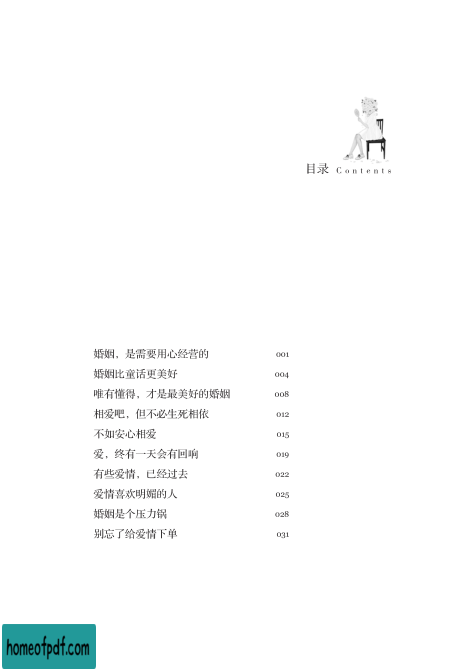 目录 Contents
婚姻，是需要用心经营的 001
婚姻比童话更美好 004
唯有懂得，才是最美好的婚姻 008
相爱吧，但不必生死相依 012
不如安心相爱 015
爱，终有一天会有回响 019
有些爱情，已经过去 022
爱情喜欢明媚的人 025
婚姻是个压力锅 028
别忘了给爱情下单 031
homeofpdf.com